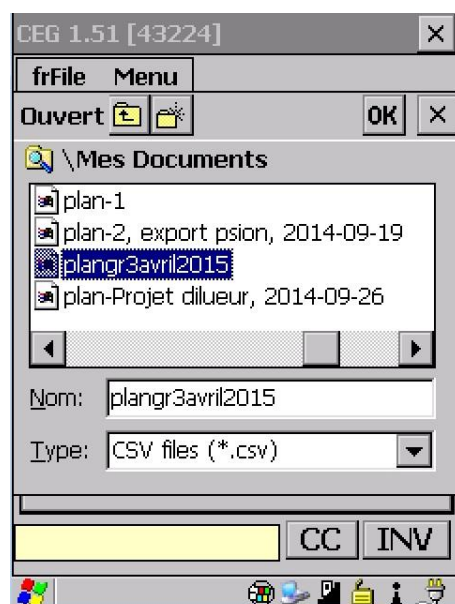 CEG 1.51 [43224]
frFile Menu
Ouvert OK
\Mes Documents
plan-1
plan-2, export psion, 2014-09-19
plangr3avril2015
plan-Projet dilueur, 2014-09-26
Nom: plangr3avril2015
Type: CSV files (*.csv)
CC INV